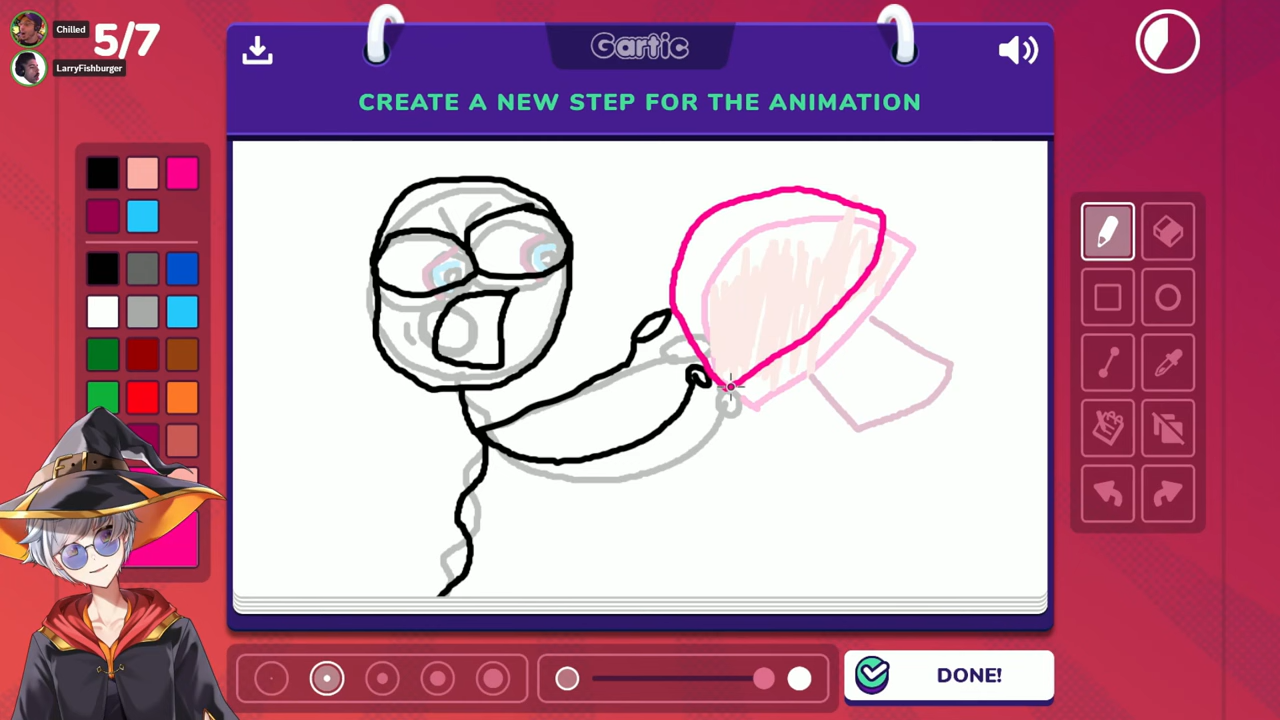 Chilled
5/7
LarryFishburger
Gartic
CREATE A NEW STEP FOR THE ANIMATION
DONE!